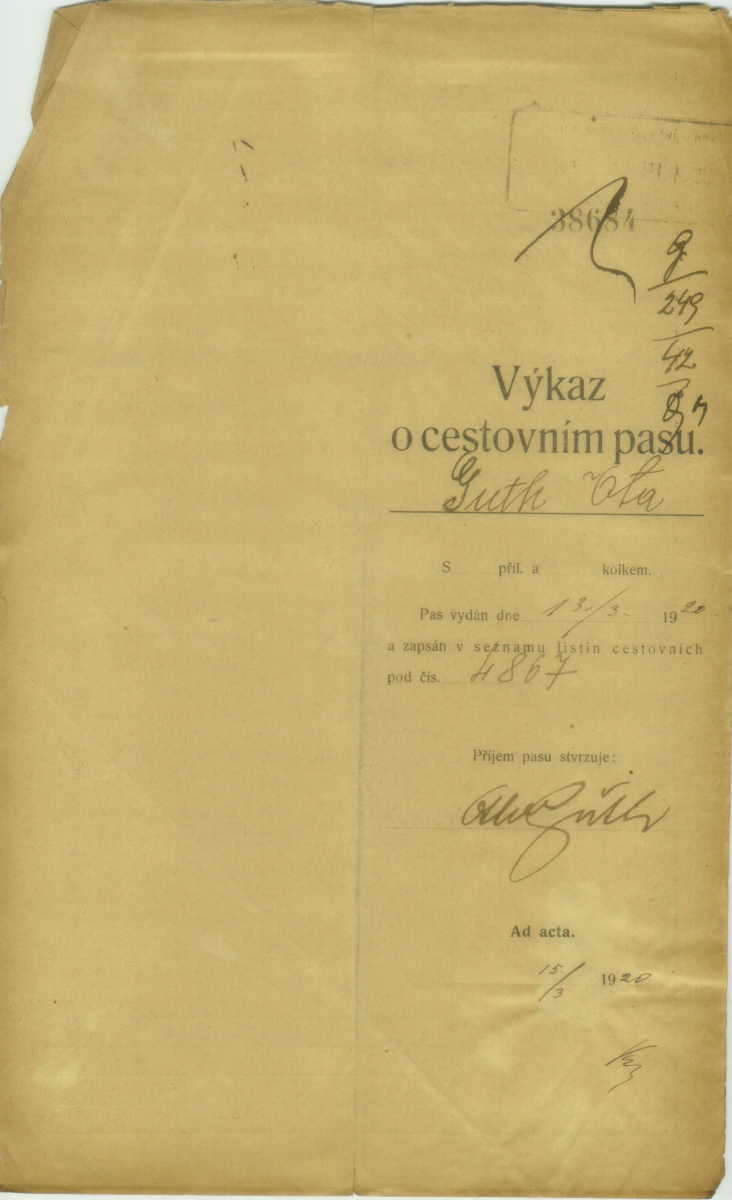 38684
g
249
42
Výkaz
o cestovním pasu.
Guth Ota
S příl. a kolkem.
Pas vydán dne 13./3. 1920
a zapsán v seznamu listin cestovních
pod čís. 4867
Příjem pasu stvrzuje:
Guth
Ad acta.
15/3 1920